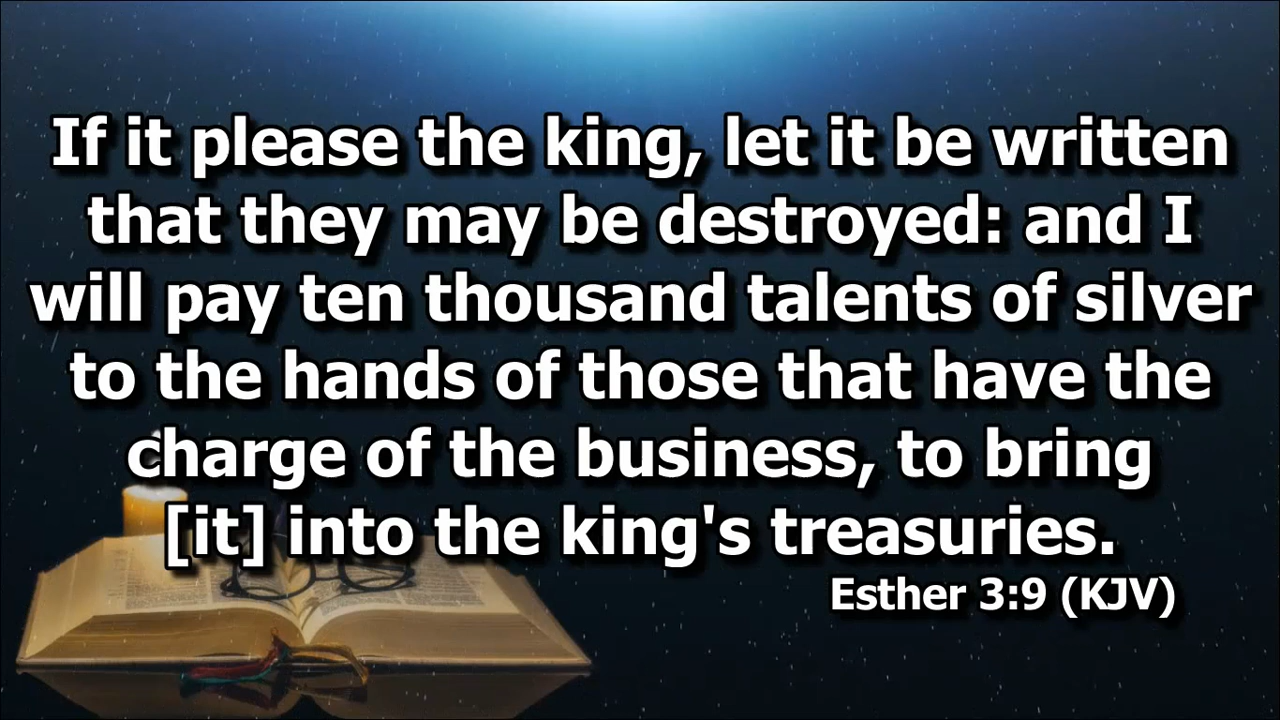 If it please the king, let it be written
that they may be destroyed: and I
will pay ten thousand talents of silver
to the hands of those that have the
charge of the business, to bring
[it] into the king's treasuries.
Esther 3:9 (KJV)